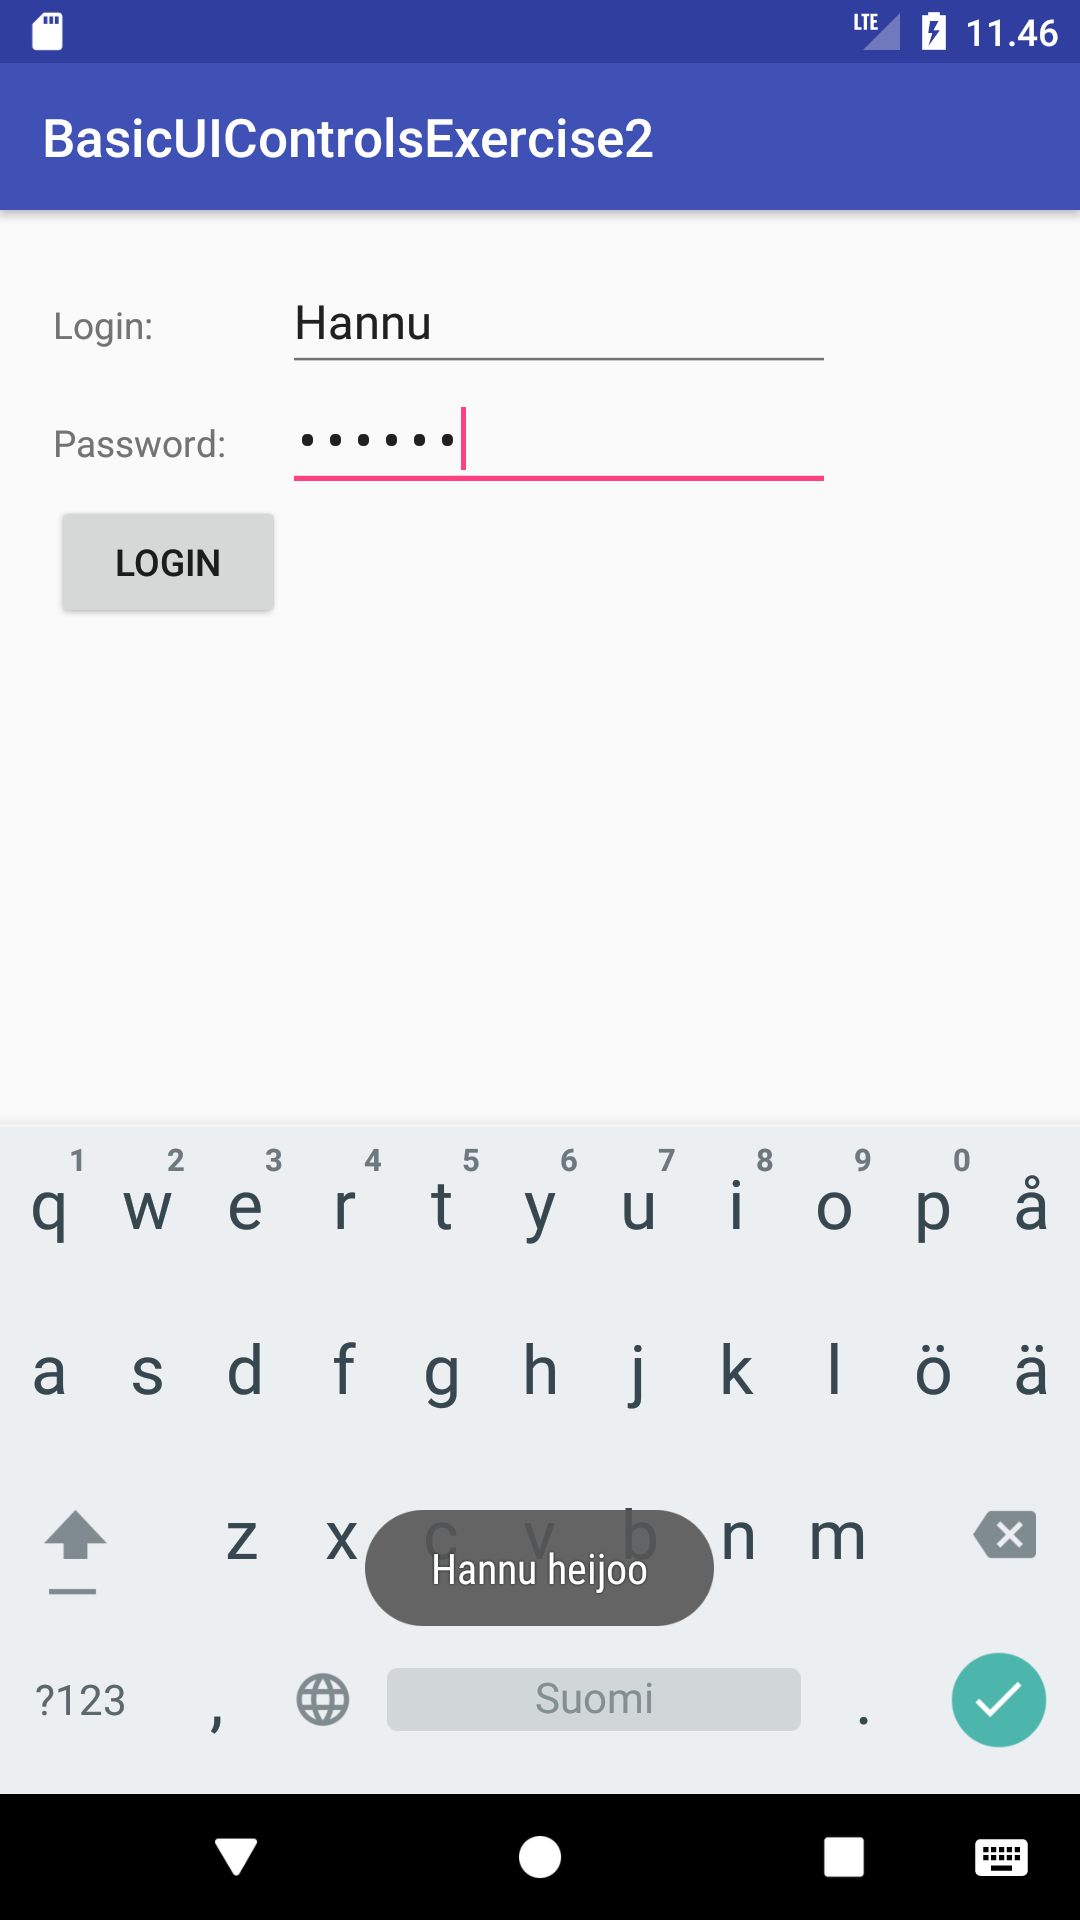 LTE 11.46
BasicUIControlsExercise2
Login: Hannu
Password: ••••••
LOGIN
1 2 3 4 5 6 7 8 9 0
q w e r t y u i o p å
a s d f g h j k l ö ä
z x c v b n m
Hannu heijoo
?123 , Suomi .